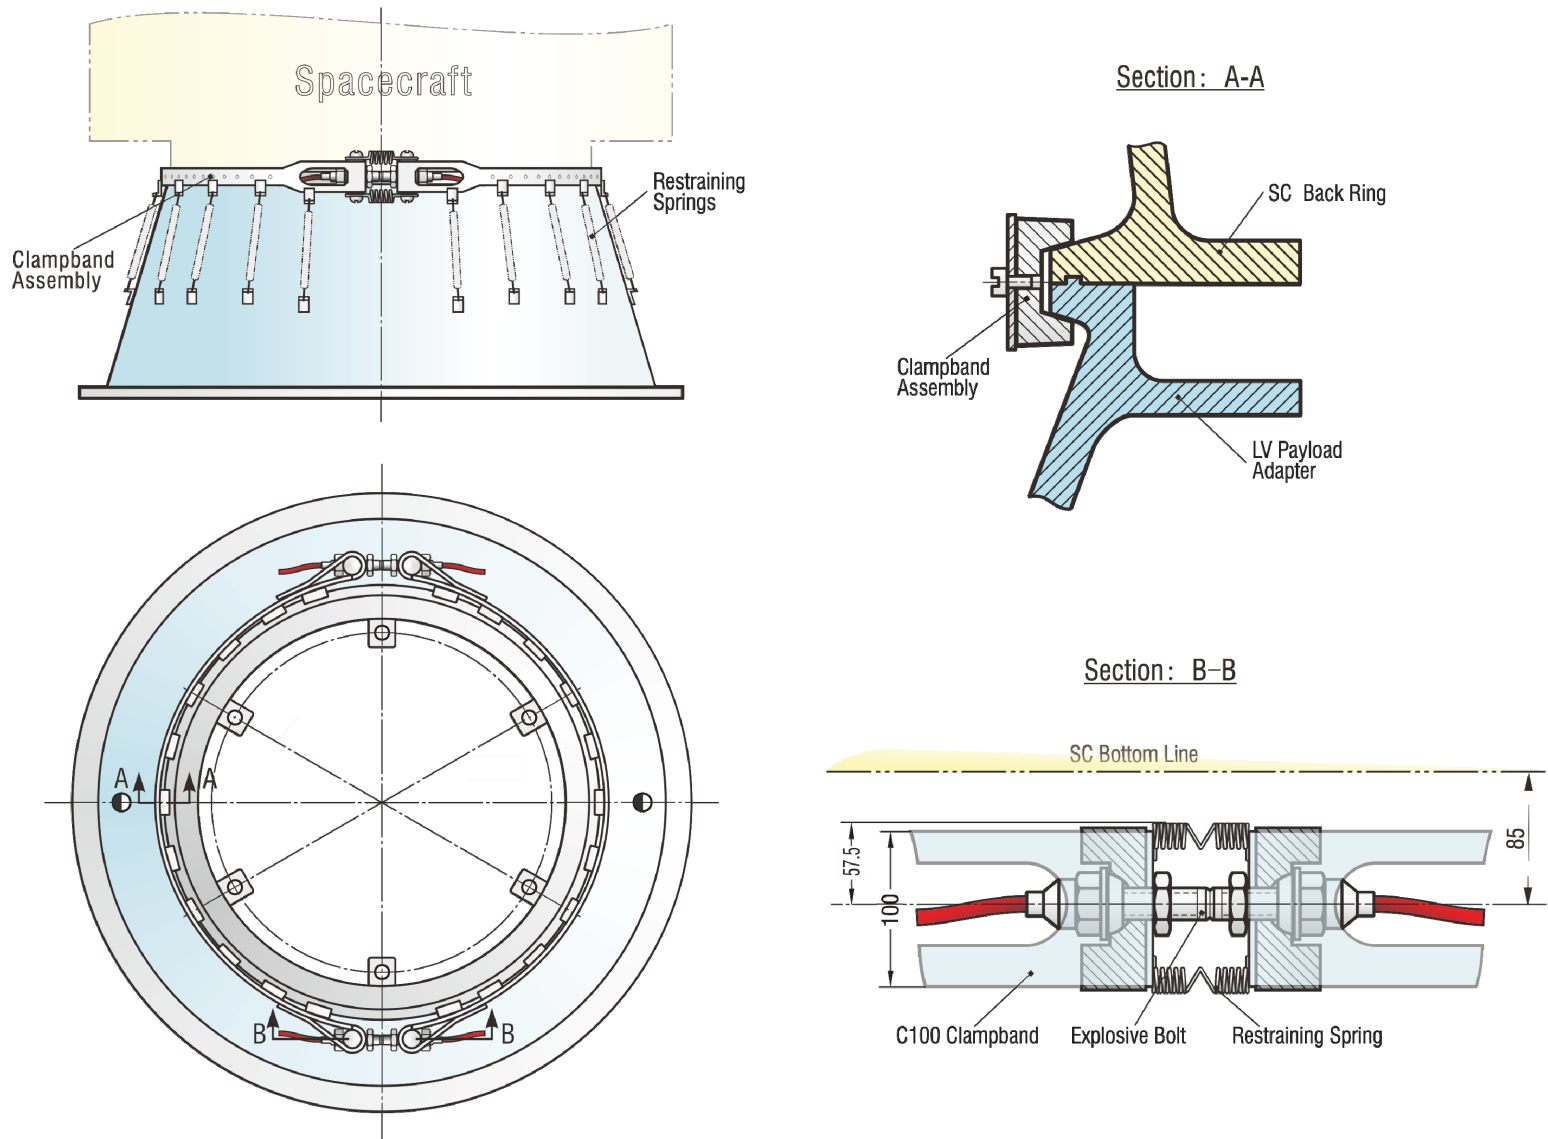 Spacecraft
Restraining
Springs
Clampband
Assembly
Section: A-A
SC Back Ring
Clampband
Assembly
LV Payload
Adapter
A
A
B
B
Section: B-B
SC Bottom Line
57.5
100
85
C100 Clampband
Explosive Bolt
Restraining Spring